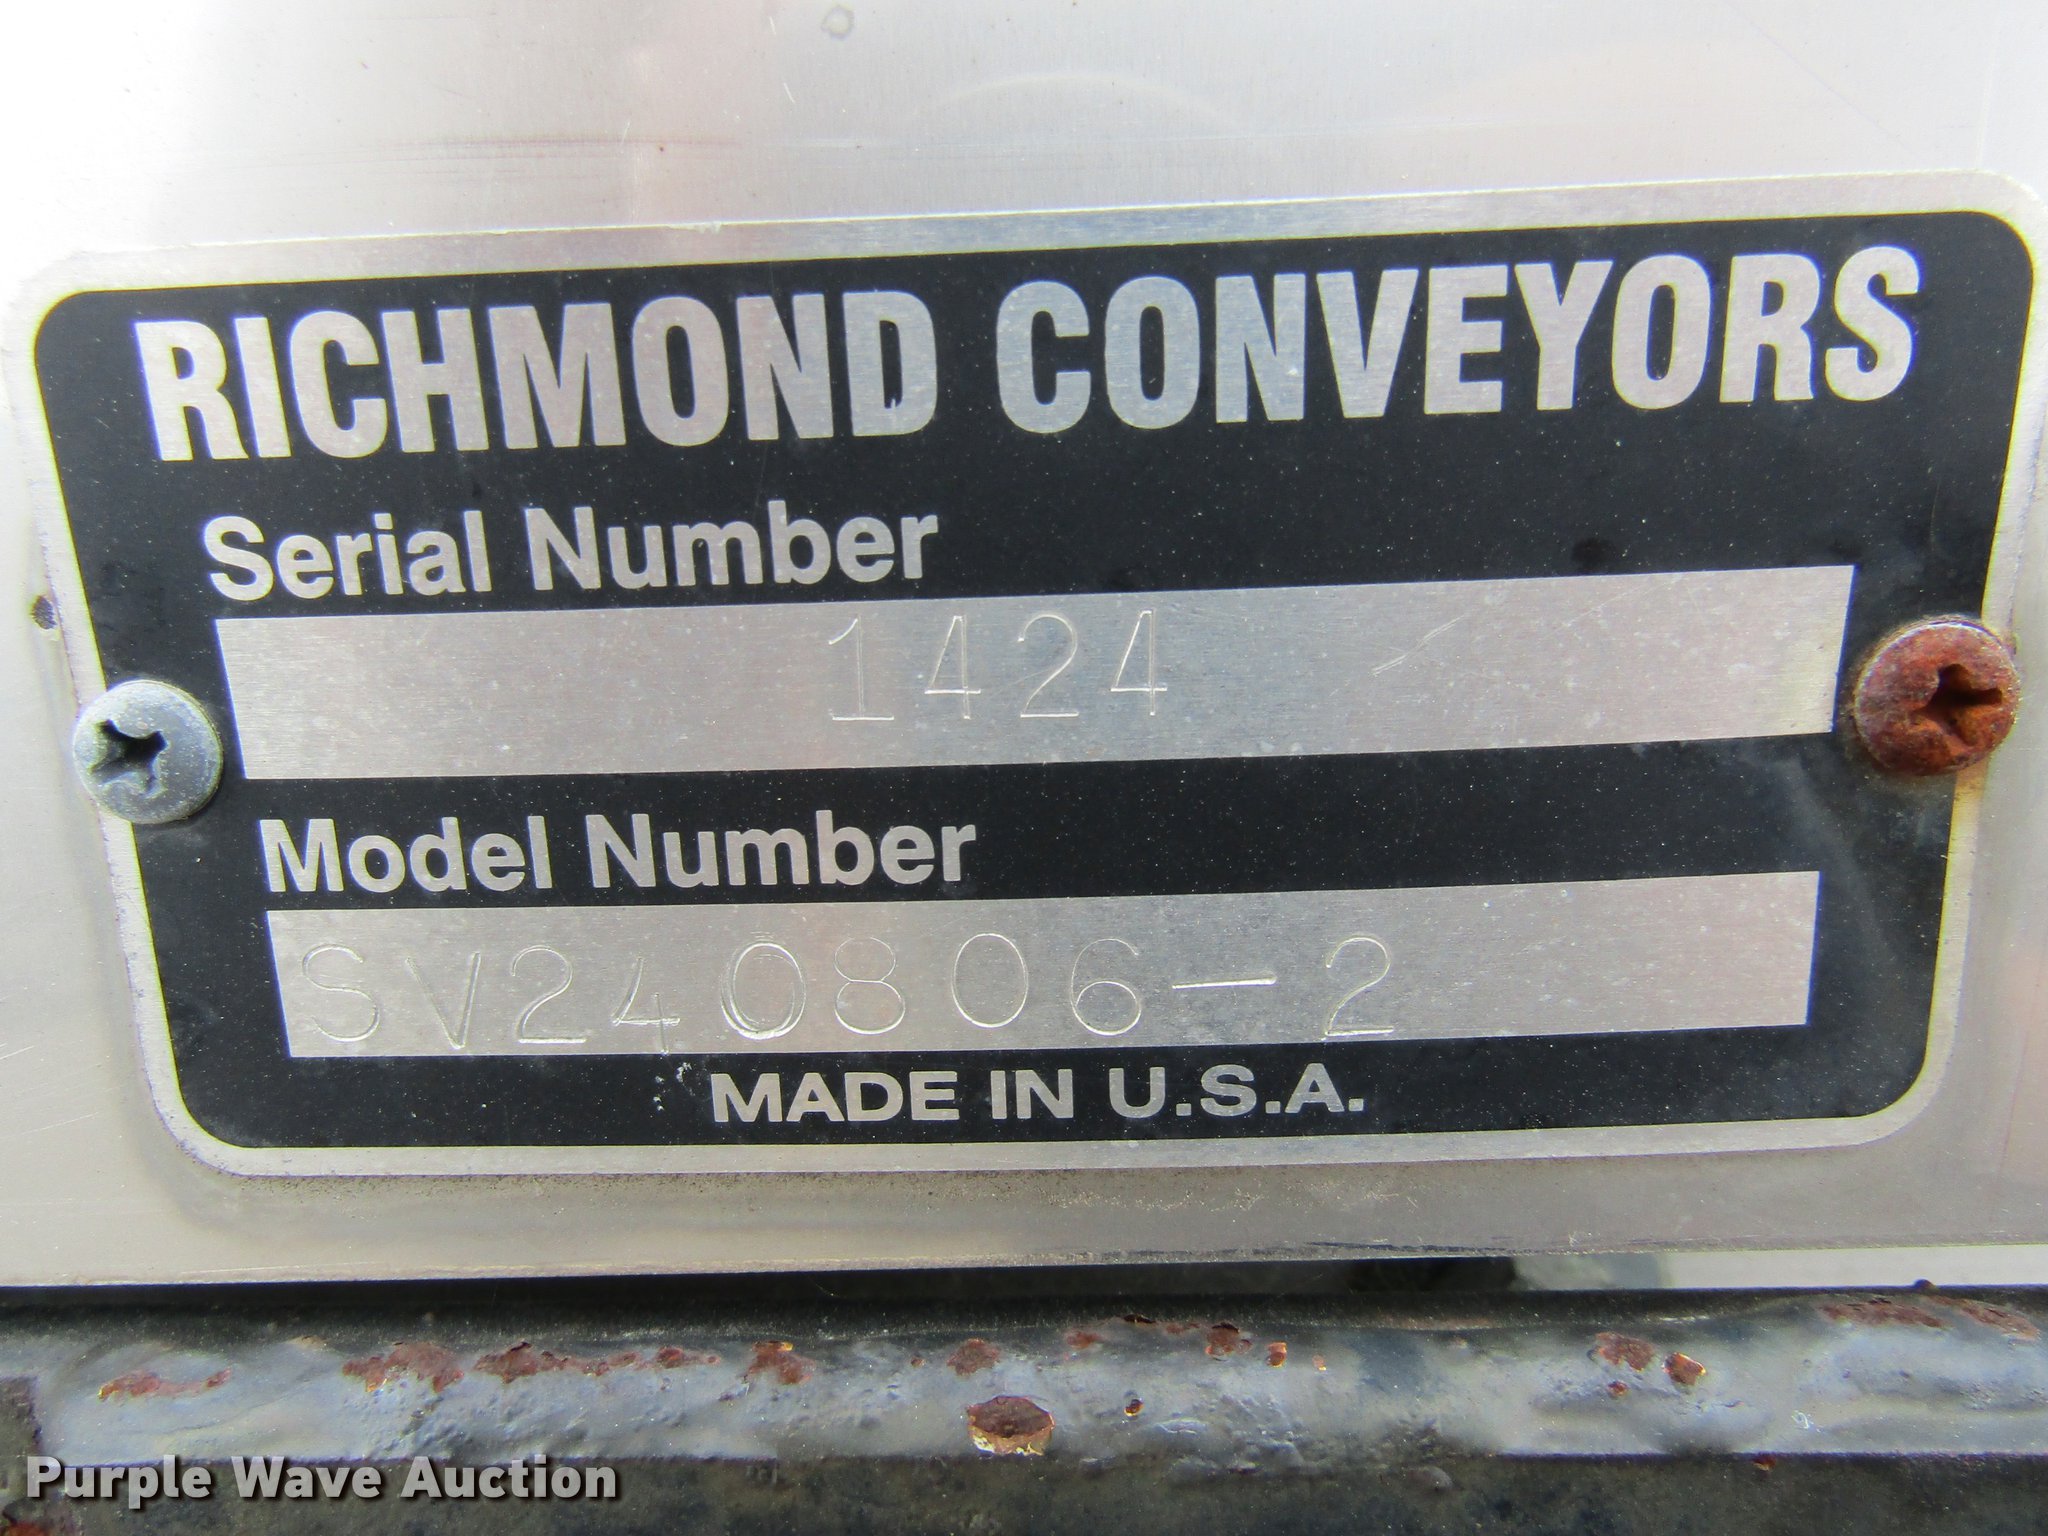 RICHMOND CONVEYORS
Serial Number
1424
Model Number
SV240806-2
MADE IN U.S.A.
Purple Wave Auction